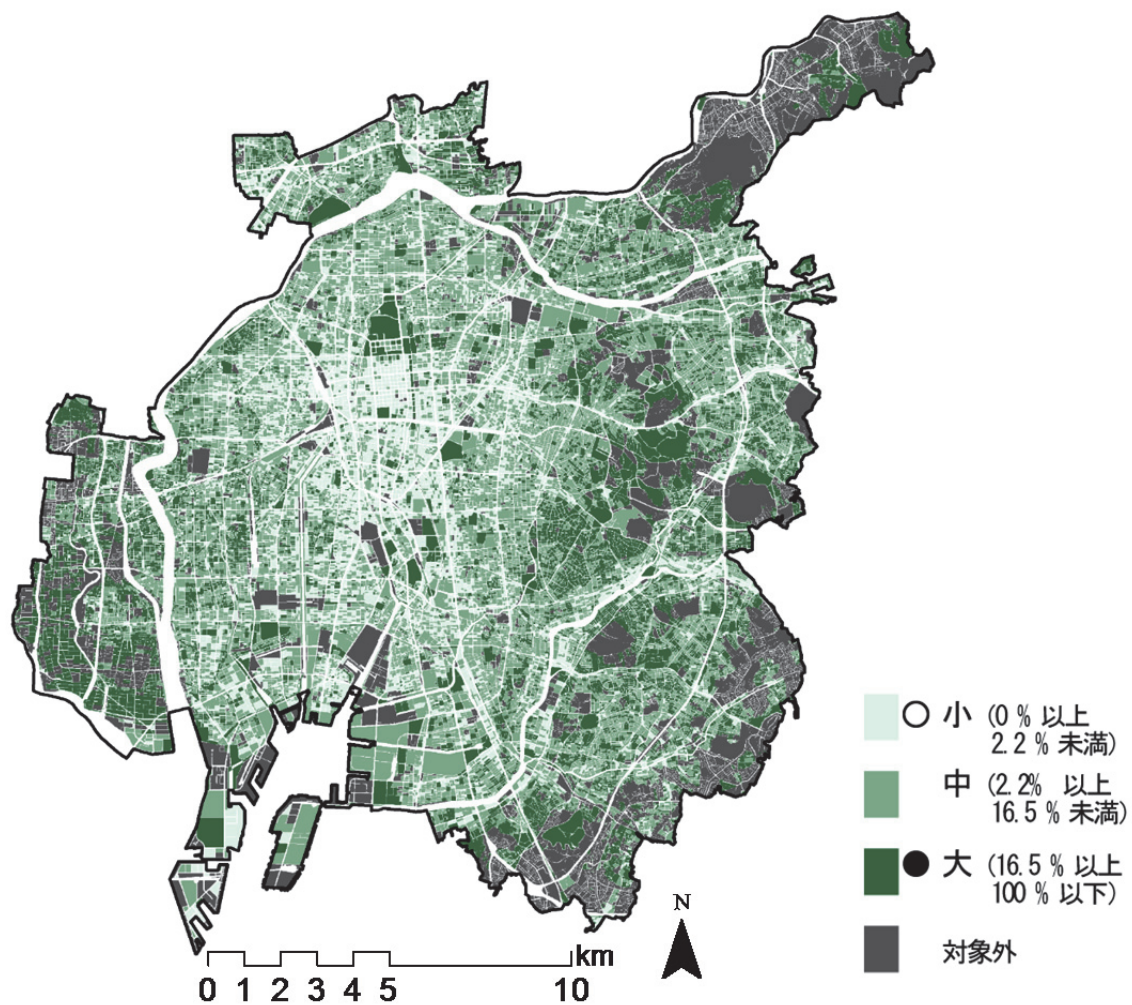 小 (0 % 以上
2.2 % 未満)
中 (2.2% 以上
16.5 % 未満)
大 (16.5 % 以上
100 % 以下)
対象外
N
km
0 1 2 3 4 5 10